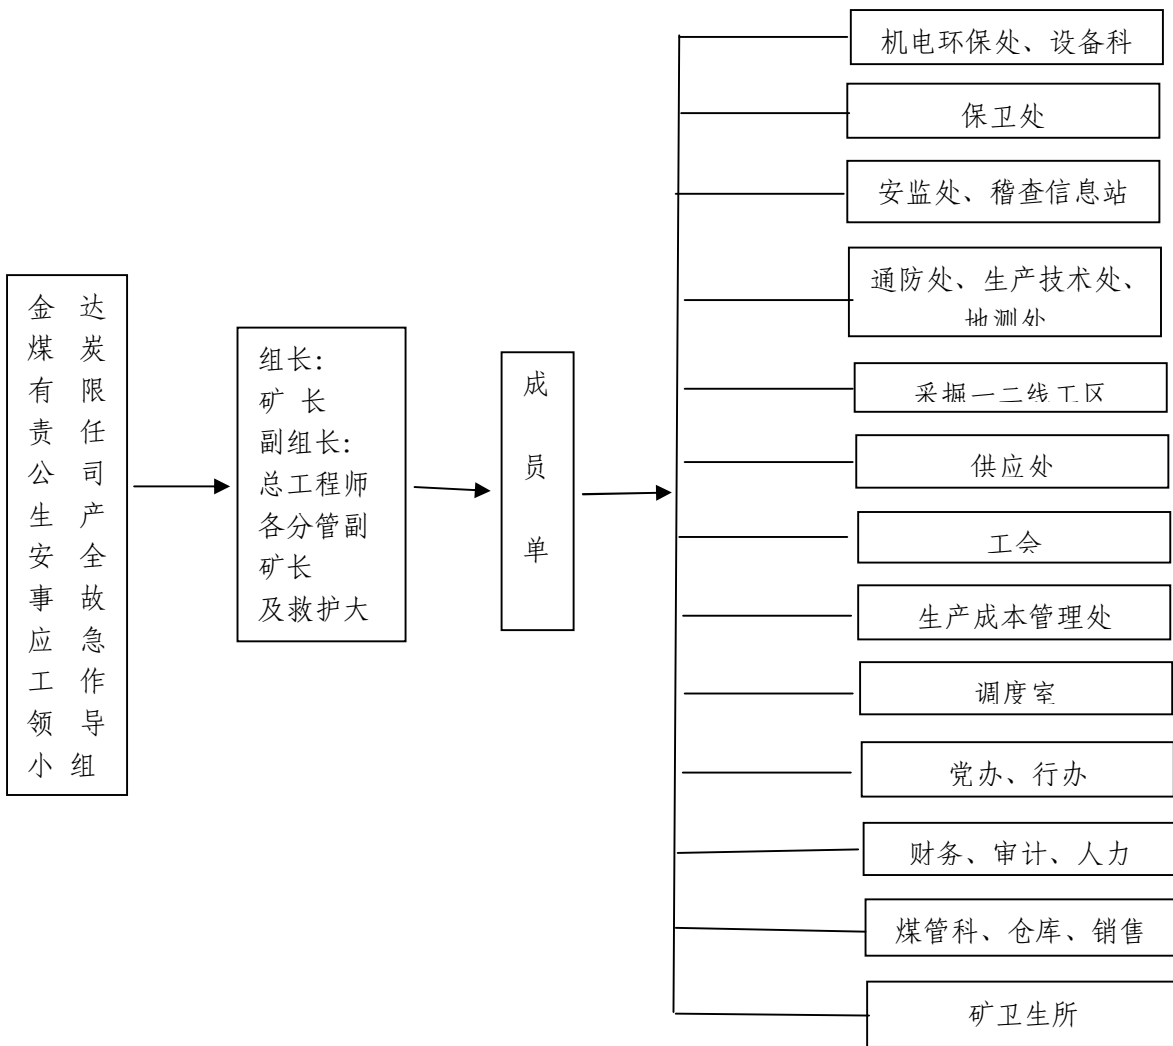 金 达
煤 炭
有 限
责 任
公 司
生 产
安 全
事 故
应 急
工 作
领 导
小 组
组长：
矿 长
副组长：
总工程师
各分管副
矿长
及救护大
成
员
单
机电环保处、设备科
保卫处
安监处、稽查信息站
通防处、生产技术处、
地测处
采掘一二线工区
供应处
工会
生产成本管理处
调度室
党办、行办
财务、审计、人力
煤管科、仓库、销售
矿卫生所